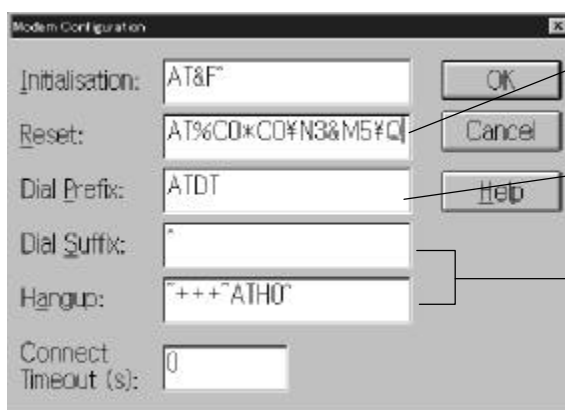 Modem Configuration
Initialisation: AT&F^ OK
Reset: AT%C0*C0¥N3&M5¥Q Cancel
Dial Prefix: ATDT Help
Dial Suffix: ^
Hangup: ~+++~ATH0^
Connect
Timeout (s): 0